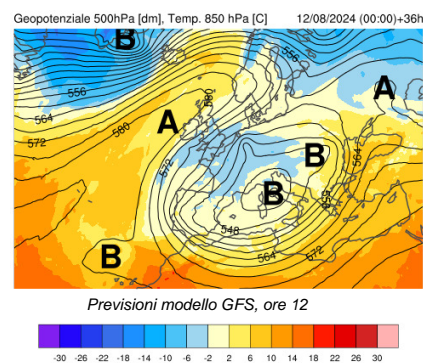 Geopotenziale 500hPa [dm], Temp. 850 hPa [C] 12/08/2024 (00:00)+36h
B
556
B
A
556
564
572
580
580
A
572
B
564
B
556
548
B
564
572
Previsioni modello GFS, ore 12
-30 -26 -22 -18 -14 -10 -6 -2 2 6 10 14 18 22 26 30